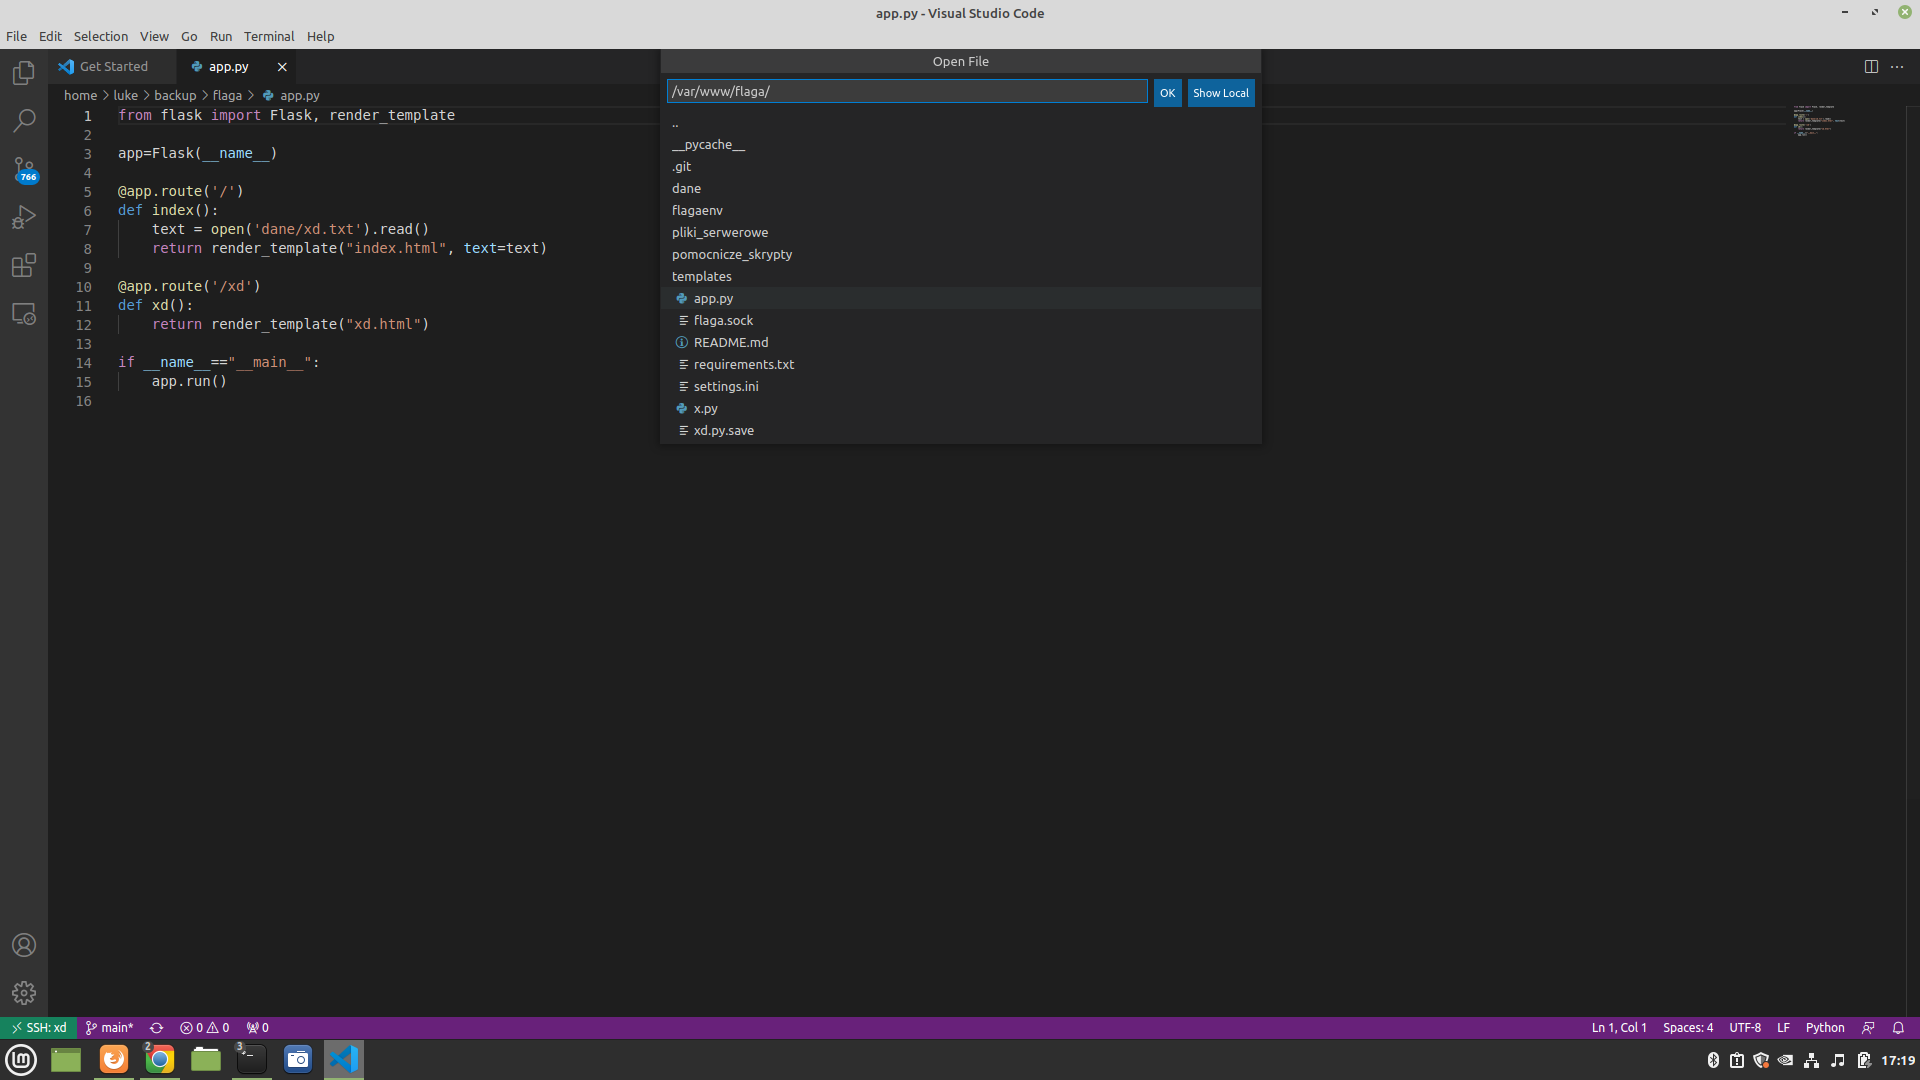 app.py - Visual Studio Code
File Edit Selection View Go Run Terminal Help
Get Started app.py
home > luke > backup > flaga > app.py
1 from flask import Flask, render_template
2
3 app=Flask(__name__)
4
5 @app.route('/')
6 def index():
7 text = open('dane/xd.txt').read()
8 return render_template("index.html", text=text)
9
10 @app.route('/xd')
11 def xd():
12 return render_template("xd.html")
13
14 if __name__=="__main__":
15 app.run()
16
Open File
/var/www/flaga/ OK Show Local
..
__pycache__
.git
dane
flagaenv
pliki_serwerowe
pomocnicze_skrypty
templates
app.py
flaga.sock
README.md
requirements.txt
settings.ini
x.py
xd.py.save
766
SSH: xd main* 0 0 0 Ln 1, Col 1 Spaces: 4 UTF-8 LF Python
2 3 17:19